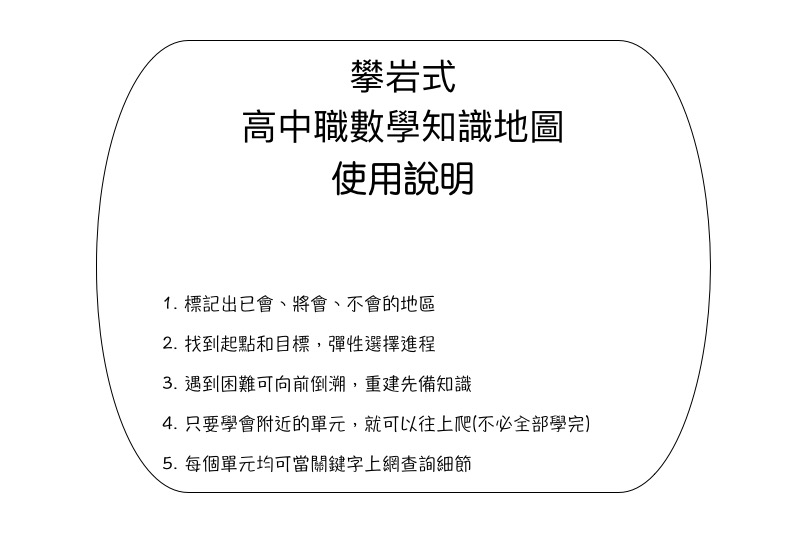 攀岩式
高中職數學知識地圖
使用說明
1. 標記出已會、將會、不會的地區
2. 找到起點和目標，彈性選擇進程
3. 遇到困難可向前倒溯，重建先備知識
4. 只要學會附近的單元，就可以往上爬(不必全部學完)
5. 每個單元均可當關鍵字上網查詢細節